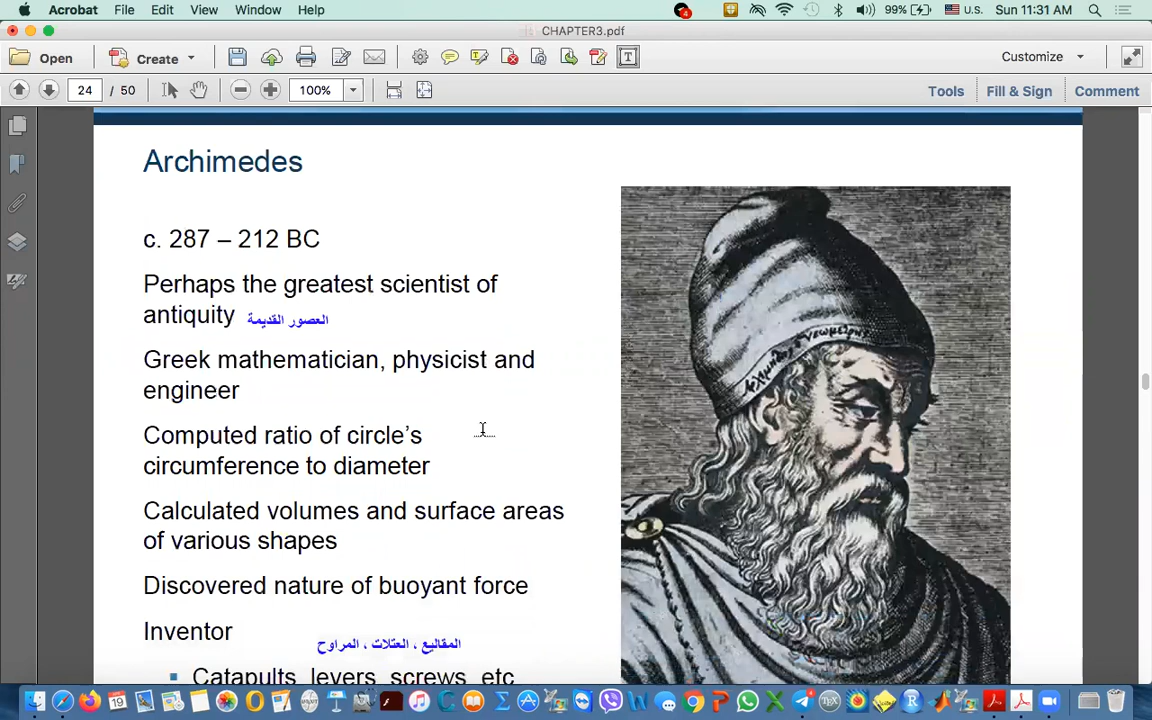 Acrobat File Edit View Window Help 99% U.S. Sun 11:31 AM
CHAPTER3.pdf
Open Create Customize
24 / 50 100% Tools Fill & Sign Comment
Archimedes
c. 287 – 212 BC
Perhaps the greatest scientist of
antiquity العصور القديمة
Greek mathematician, physicist and
engineer
Computed ratio of circle’s
circumference to diameter
Calculated volumes and surface areas
of various shapes
Discovered nature of buoyant force
Inventor
المقاليع ، العتلات ، المراوح
Catapults, levers, screws, etc